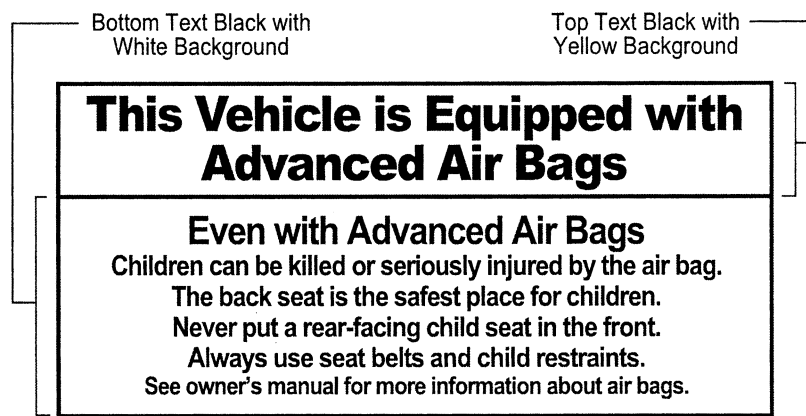 Bottom Text Black with
White Background
Top Text Black with
Yellow Background
This Vehicle is Equipped with
Advanced Air Bags
Even with Advanced Air Bags
Children can be killed or seriously injured by the air bag.
The back seat is the safest place for children.
Never put a rear-facing child seat in the front.
Always use seat belts and child restraints.
See owner's manual for more information about air bags.